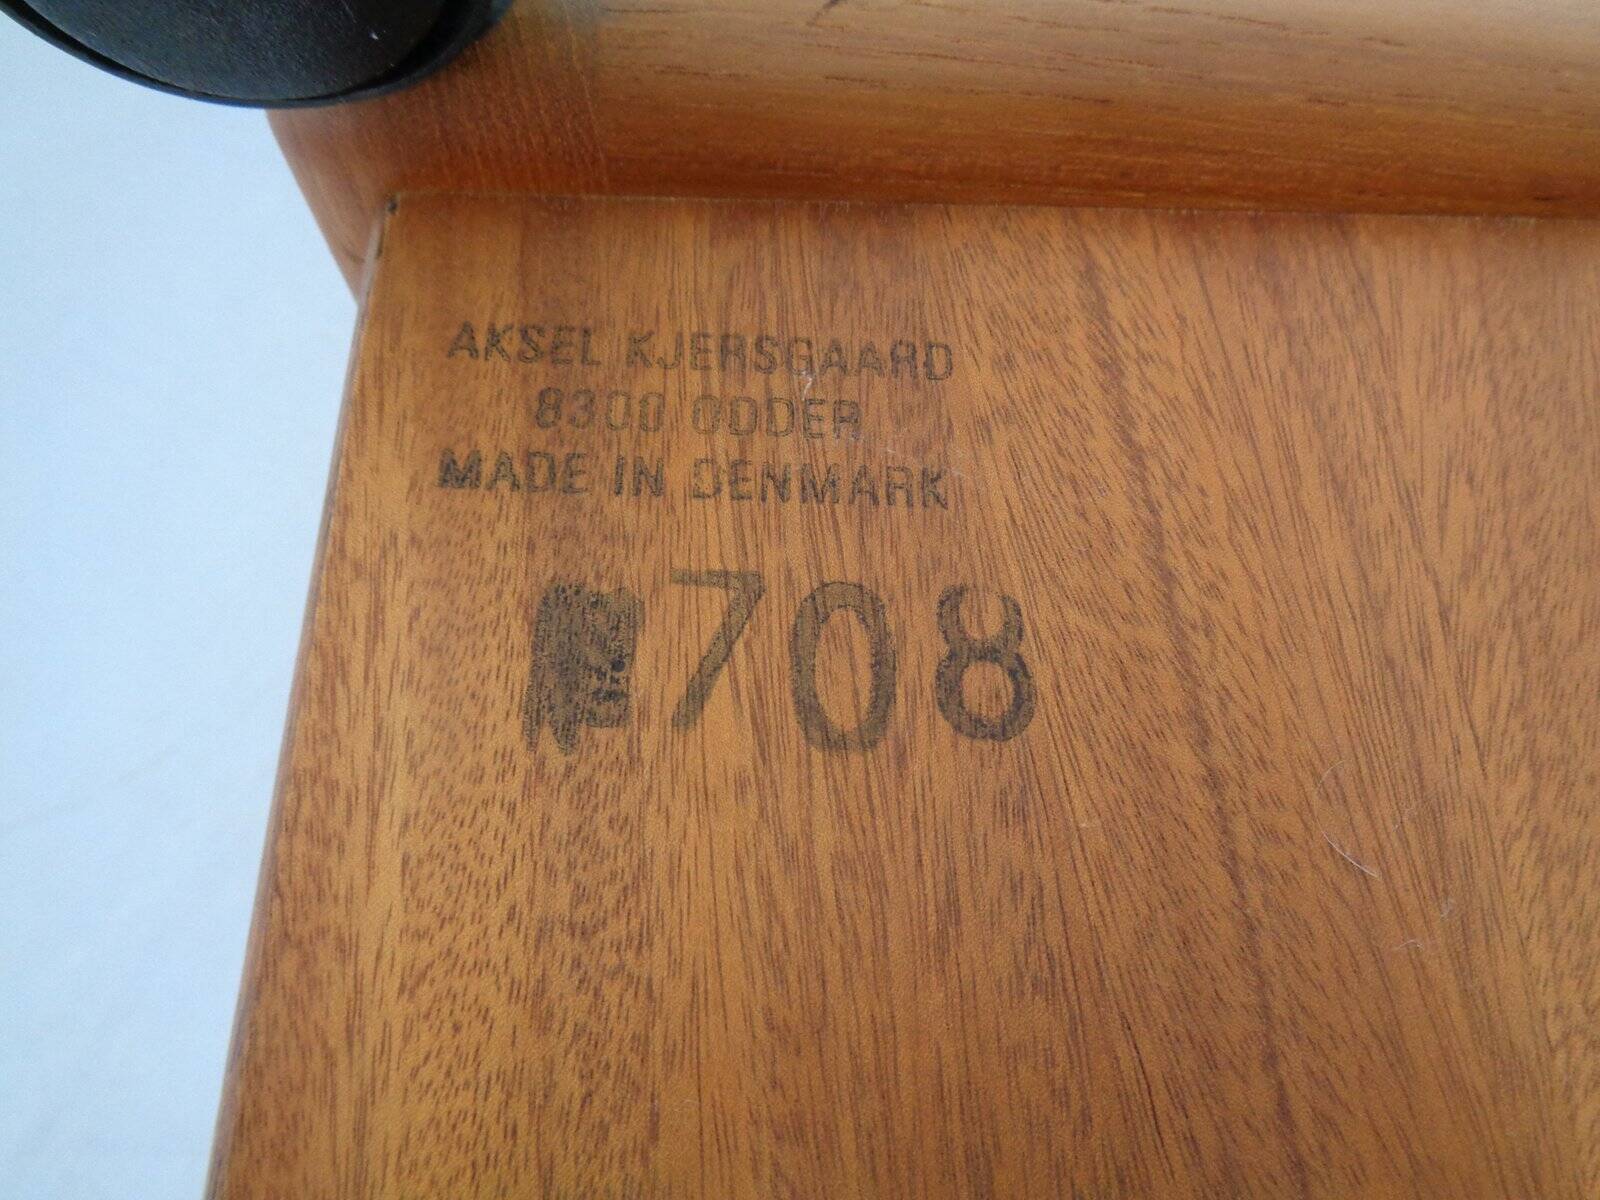 AKSEL KJERSGAARD
8300 ODDER
MADE IN DENMARK
708